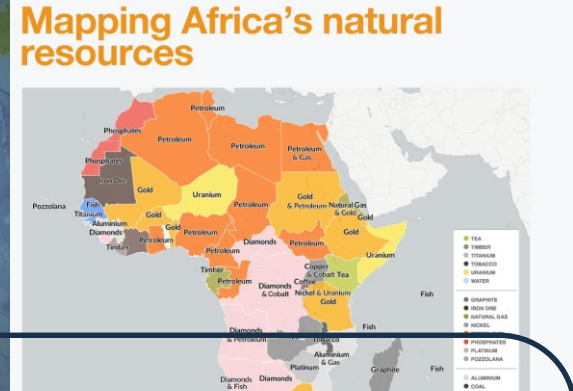 Mapping Africa's natural
resources
Petroleum
Phosphates
Petroleum
Petroleum
Petroleum
& Gas
Phosphates
Iron Ore
Gold
Uranium
Petroleum
Gold
& Petroleum
Natural Gas
& Gold
Gold
Pozzolana
Fish
Titanium
Gold
Aluminium
Diamonds
Gold
Timber
Petroleum
Petroleum
Petroleum
Diamonds
Petroleum
Gold
Uranium
Timber
Petroleum
Copper
& Cobalt
Tea
Coffee
Diamonds
& Cobalt
Nickel & Uranium
Gold
Fish
Diamonds
& Petroleum
Fish
Tobacco
Aluminium
& Gas
Platinum
Graphite
Fish
Diamonds
& Fish
Diamonds
TEA
TIMBER
TITANIUM
TOBACCO
URANIUM
WATER
GRAPHITE
IRON ORE
NATURAL GAS
NICKEL
PHOSPHATES
PLATINUM
POZZOLANA
ALUMINIUM
COAL